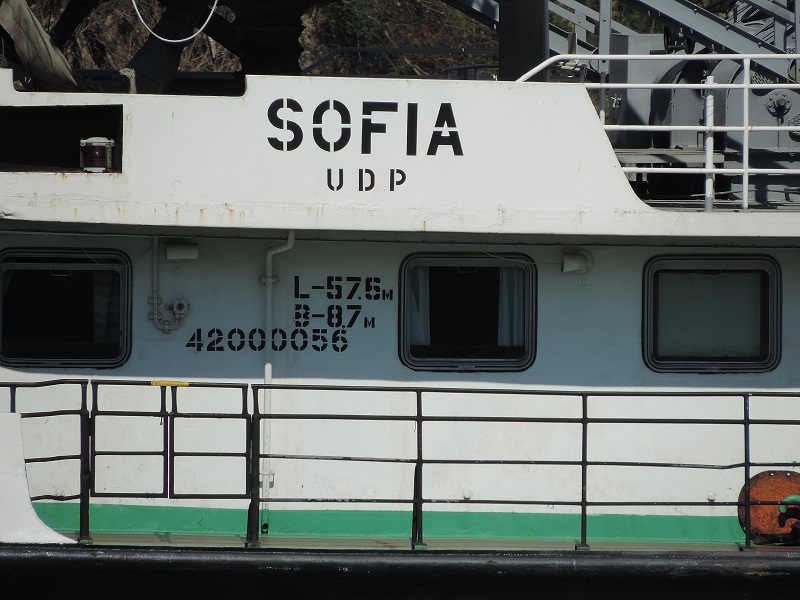 SOFIA
UDP
L-57.6M
B-8.7M
42000056